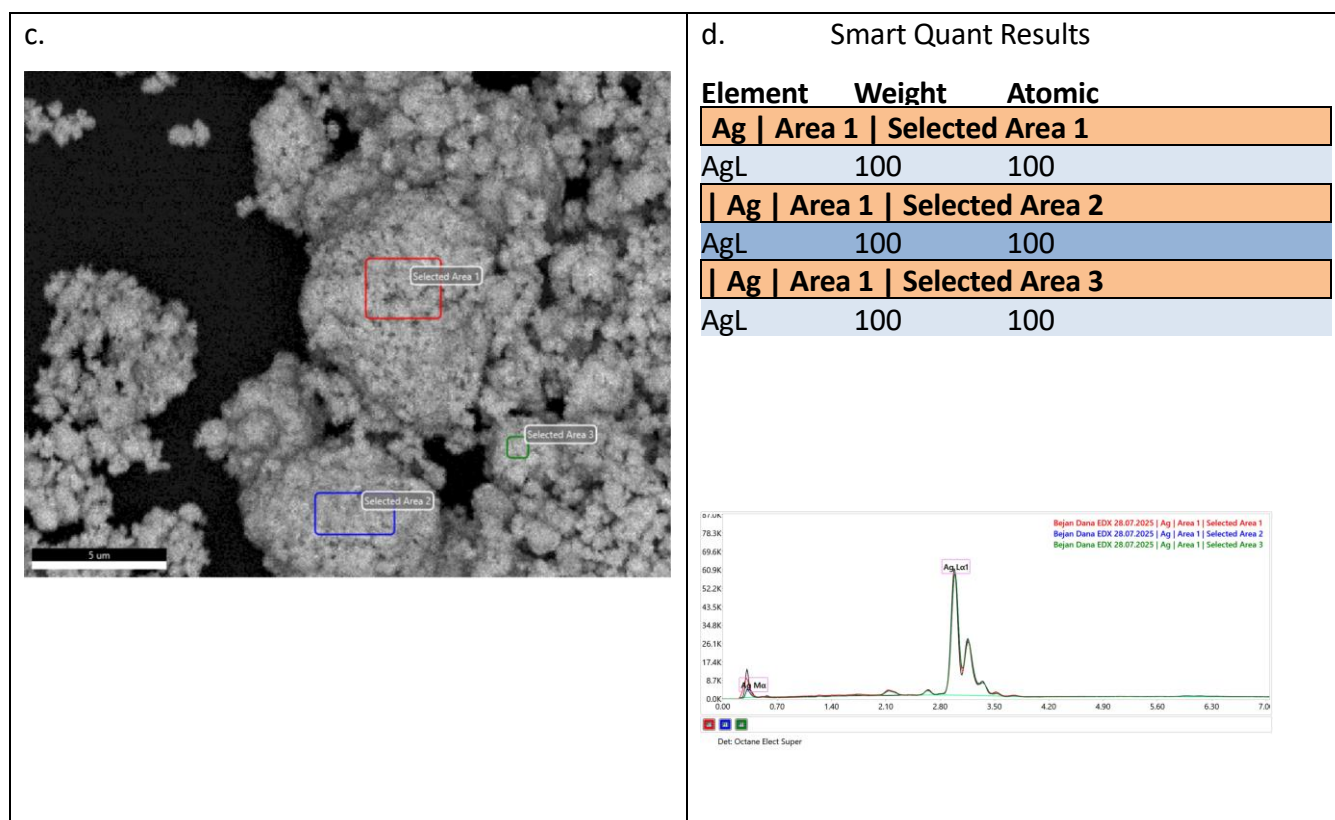 c.
Selected Area 1
Selected Area 3
Selected Area 2
5 um
d. Smart Quant Results
Element Weight Atomic
Ag | Area 1 | Selected Area 1
AgL 100 100
| Ag | Area 1 | Selected Area 2
AgL 100 100
| Ag | Area 1 | Selected Area 3
AgL 100 100
87.0K
78.3K
69.6K
60.9K
52.2K
43.5K
34.8K
26.1K
17.4K
8.7K
0.0K
Bejan Dana EDX 28.07.2025 | Ag | Area 1 | Selected Area 1
Bejan Dana EDX 28.07.2025 | Ag | Area 1 | Selected Area 2
Bejan Dana EDX 28.07.2025 | Ag | Area 1 | Selected Area 3
Ag Lα1
Ag Mα
0.00 0.70 1.40 2.10 2.80 3.50 4.20 4.90 5.60 6.30 7.0
Det: Octane Elect Super